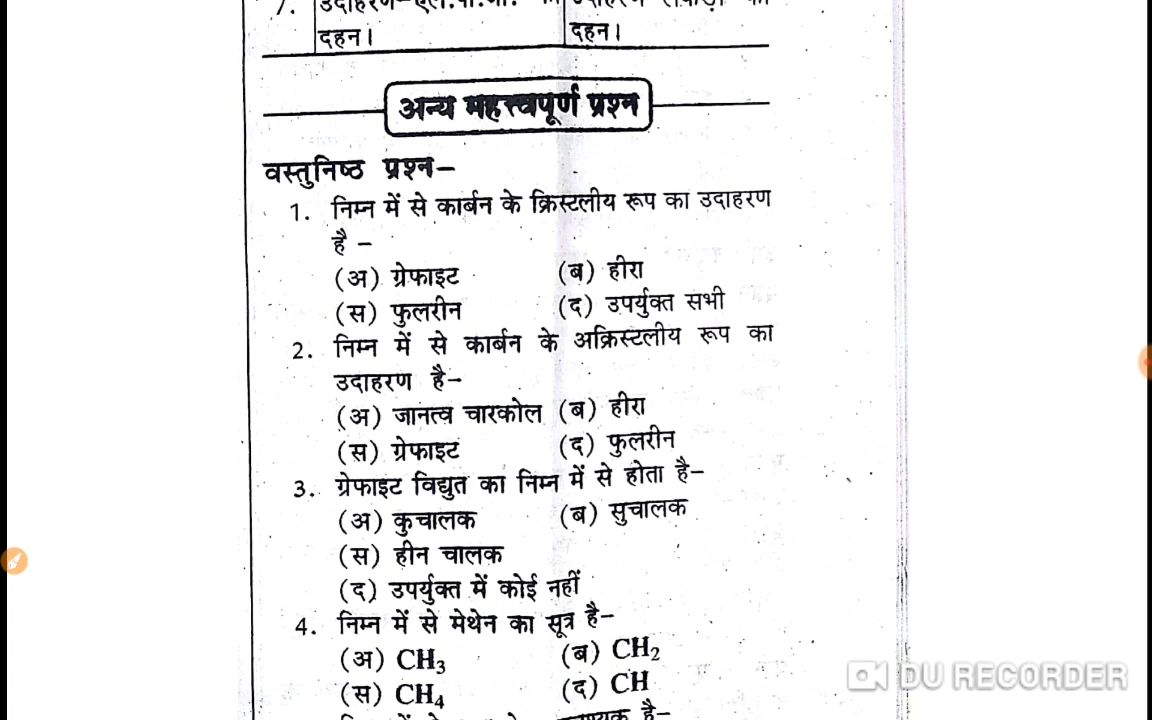 7.
दहन।
दहन।
अन्य महत्त्वपूर्ण प्रश्न
वस्तुनिष्ठ प्रश्न–
1. निम्न में से कार्बन के क्रिस्टलीय रूप का उदाहरण
है –
(अ) ग्रेफाइट (ब) हीरा
(स) फुलरीन (द) उपर्युक्त सभी
2. निम्न में से कार्बन के अक्रिस्टलीय रूप का
उदाहरण है–
(अ) जानत्व चारकोल (ब) हीरा
(स) ग्रेफाइट (द) फुलरीन
3. ग्रेफाइट विद्युत का निम्न में से होता है–
(अ) कुचालक (ब) सुचालक
(स) हीन चालक
(द) उपर्युक्त में कोई नहीं
4. निम्न में से मेथेन का सूत्र है–
(अ) CH₃ (ब) CH₂
(स) CH₄ (द) CH
DU RECORDER